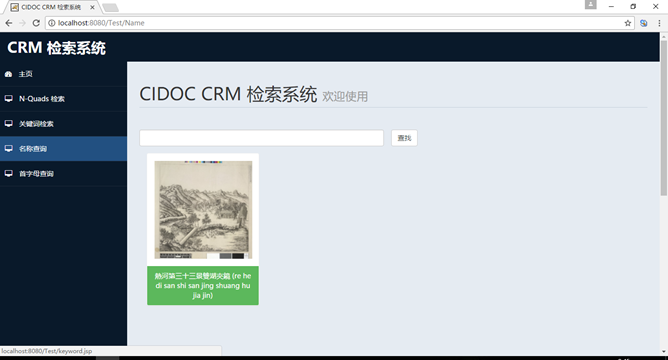 CIDOC CRM 检索系统
localhost:8080/Test/Name
CRM 检索系统
主页
N-Quads 检索
关键词检索
名称查询
首字母查询
CIDOC CRM 检索系统 欢迎使用
查找
熱河第三十三景雙湖夾鏡 (re he
di san shi san jing shuang hu
jia jin)
localhost:8080/Test/keyword.jsp